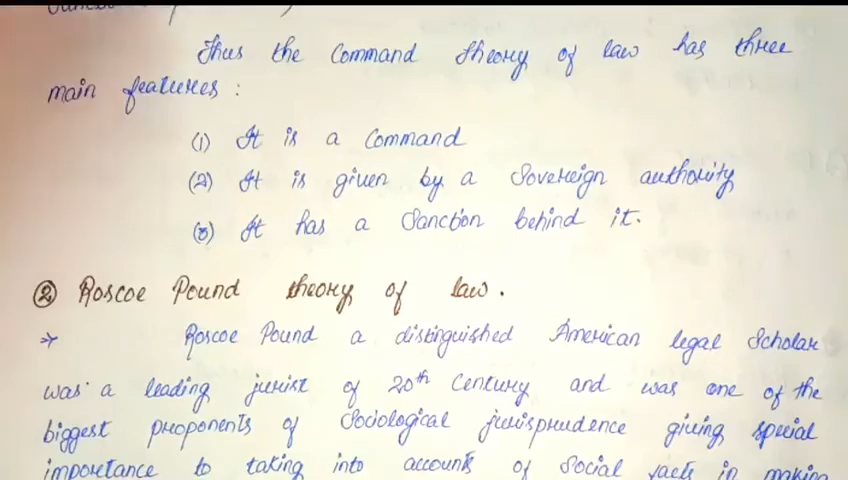 Thus the Command theory of law has three
main features :
(1) It is a Command
(2) It is given by a Sovereign authority
(3) It has a Sanction behind it.
② Roscoe Pound theory of law.
→ Roscoe Pound a distinguished American legal Scholar
was a leading jurist of 20th Century and was one of the
biggest proponents of Sociological jurisprudence giving special
importance to taking into accounts of Social facts in making